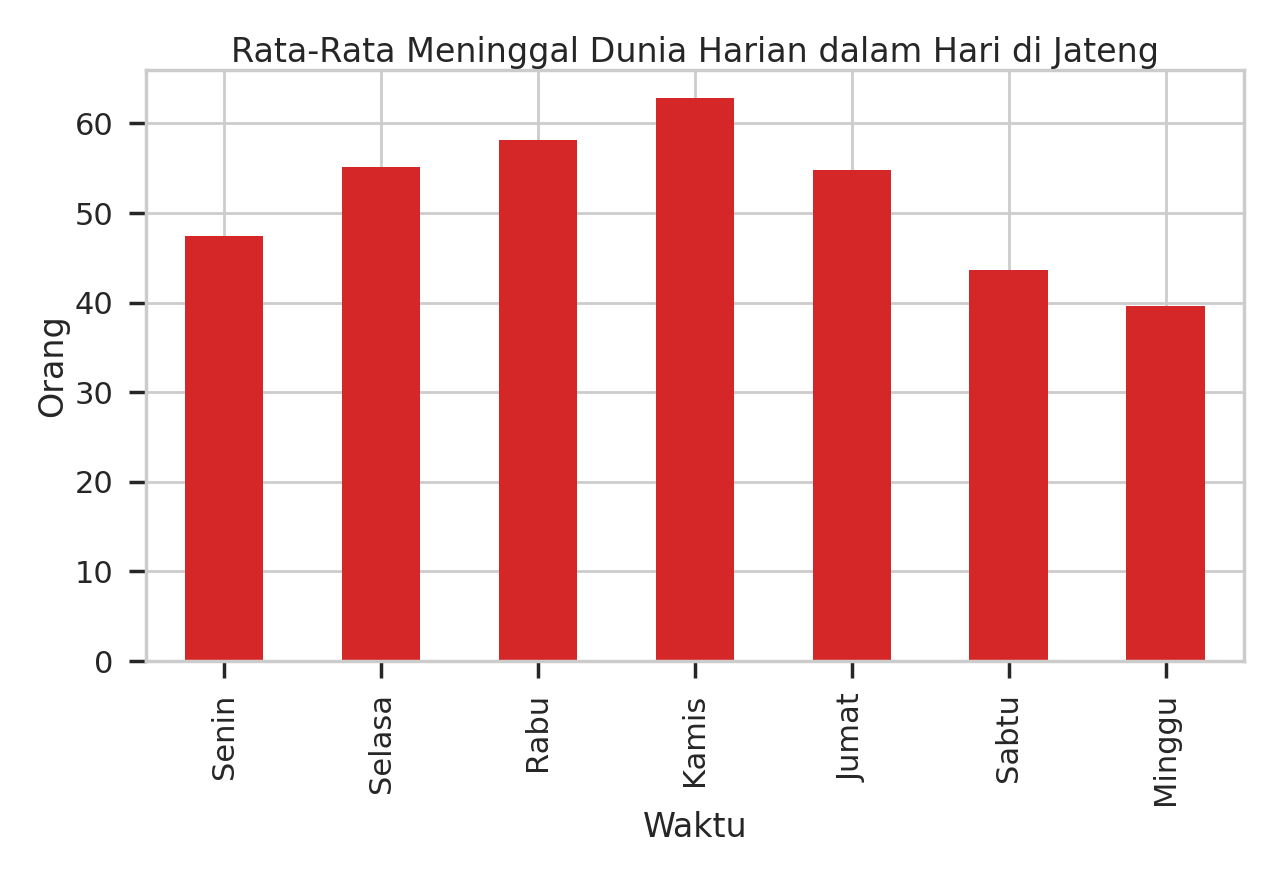 Rata-Rata Meninggal Dunia Harian dalam Hari di Jateng
60
50
40
30
20
10
0
Orang
Senin
Selasa
Rabu
Kamis
Jumat
Sabtu
Minggu
Waktu